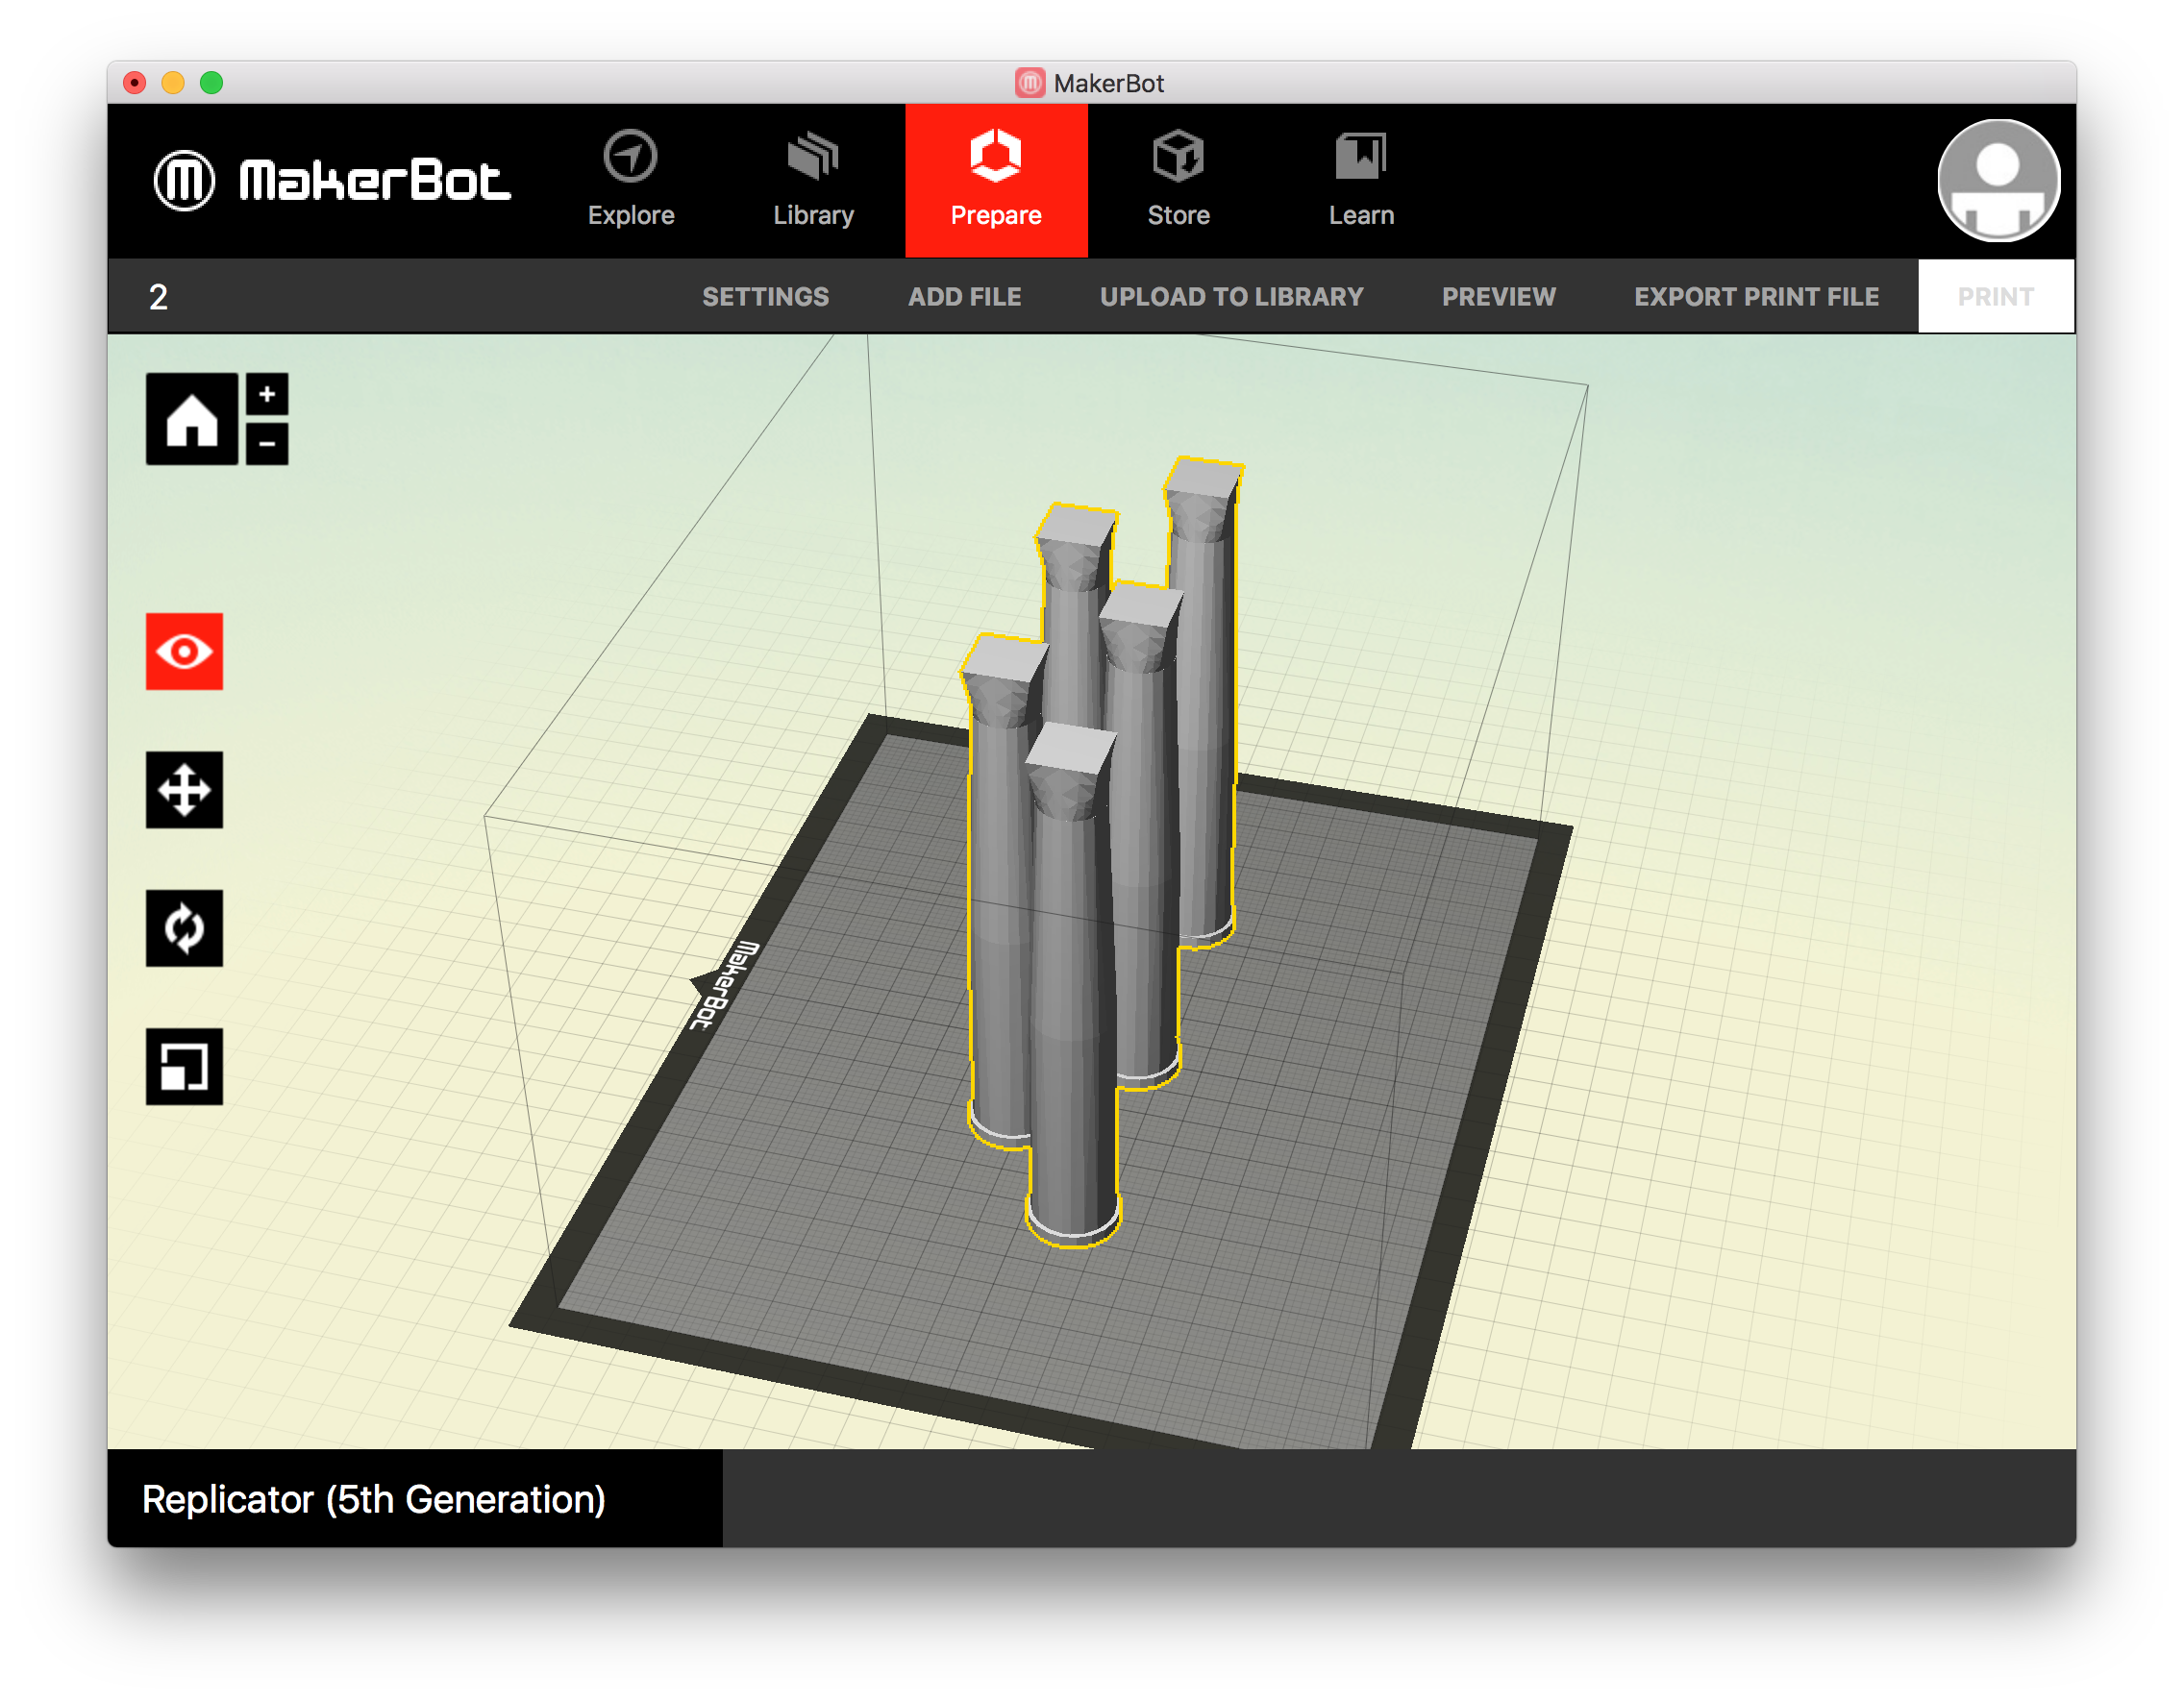 MakerBot
MakerBot
Explore
Library
Prepare
Store
Learn
2
SETTINGS
ADD FILE
UPLOAD TO LIBRARY
PREVIEW
EXPORT PRINT FILE
PRINT
MakerBot
Replicator (5th Generation)